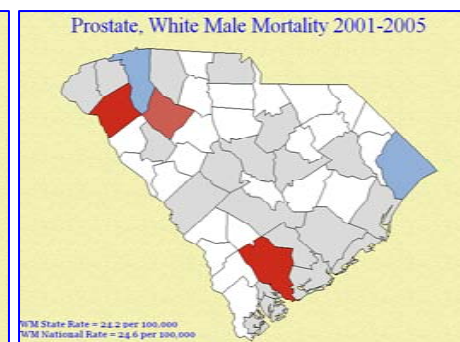 Prostate, White Male Mortality 2001-2005
WM State Rate = 24.2 per 100,000
WM National Rate = 24.6 per 100,000